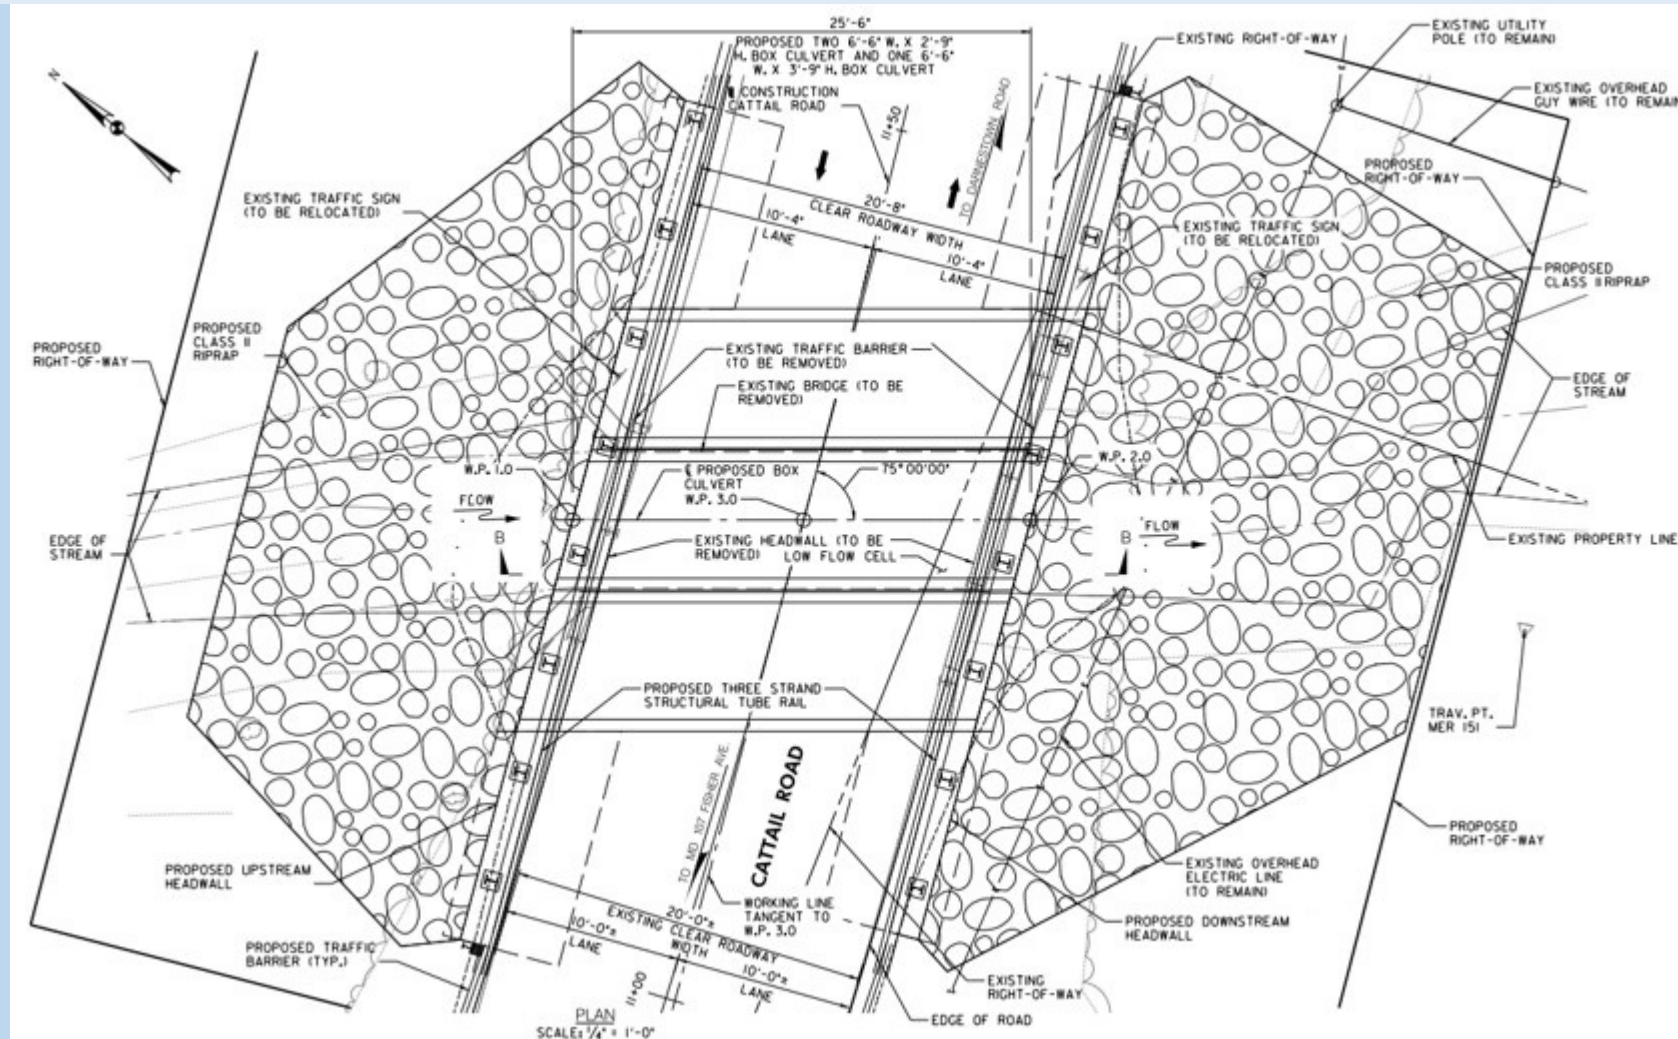 25'-6"
PROPOSED TWO 6'-6" W. X 2'-9"
H. BOX CULVERT AND ONE 6'-6"
W. X 3'-9" H. BOX CULVERT
CONSTRUCTION
CATTAIL ROAD
11+50
TO DARNESTOWN ROAD
EXISTING RIGHT-OF-WAY
EXISTING UTILITY
POLE (TO REMAIN)
EXISTING OVERHEAD
GUY WIRE (TO REMAIN
N
EXISTING TRAFFIC SIGN
(TO BE RELOCATED)
20'-8"
CLEAR ROADWAY WIDTH
10'-4"
LANE
10'-4"
LANE
PROPOSED
RIGHT-OF-WAY
EXISTING TRAFFIC SIGN
(TO BE RELOCATED)
PROPOSED
CLASS II RIPRAP
PROPOSED
CLASS II
RIPRAP
PROPOSED
RIGHT-OF-WAY
EXISTING TRAFFIC BARRIER
(TO BE REMOVED)
EXISTING BRIDGE (TO BE
REMOVED)
EDGE OF
STREAM
W.P. 1.0
℄ PROPOSED BOX
CULVERT
W.P. 3.0
75°00'00"
W.P. 2.0
FLOW
B
FLOW
B
EDGE OF
STREAM
EXISTING HEADWALL (TO BE
REMOVED)
LOW FLOW CELL
EXISTING PROPERTY LINE
PROPOSED THREE STRAND
STRUCTURAL TUBE RAIL
TRAV. PT.
MER 151
TO MD 107 FISHER AVE.
CATTAIL ROAD
PROPOSED
RIGHT-OF-WAY
PROPOSED UPSTREAM
HEADWALL
EXISTING OVERHEAD
ELECTRIC LINE
(TO REMAIN)
WORKING LINE
TANGENT TO
W.P. 3.0
20'-0"±
EXISTING CLEAR ROADWAY
WIDTH
10'-0"±
LANE
10'-0"±
LANE
PROPOSED DOWNSTREAM
HEADWALL
PROPOSED TRAFFIC
BARRIER (TYP.)
11+00
EXISTING
RIGHT-OF-WAY
EDGE OF ROAD
PLAN
SCALE: 1/4" = 1'-0"